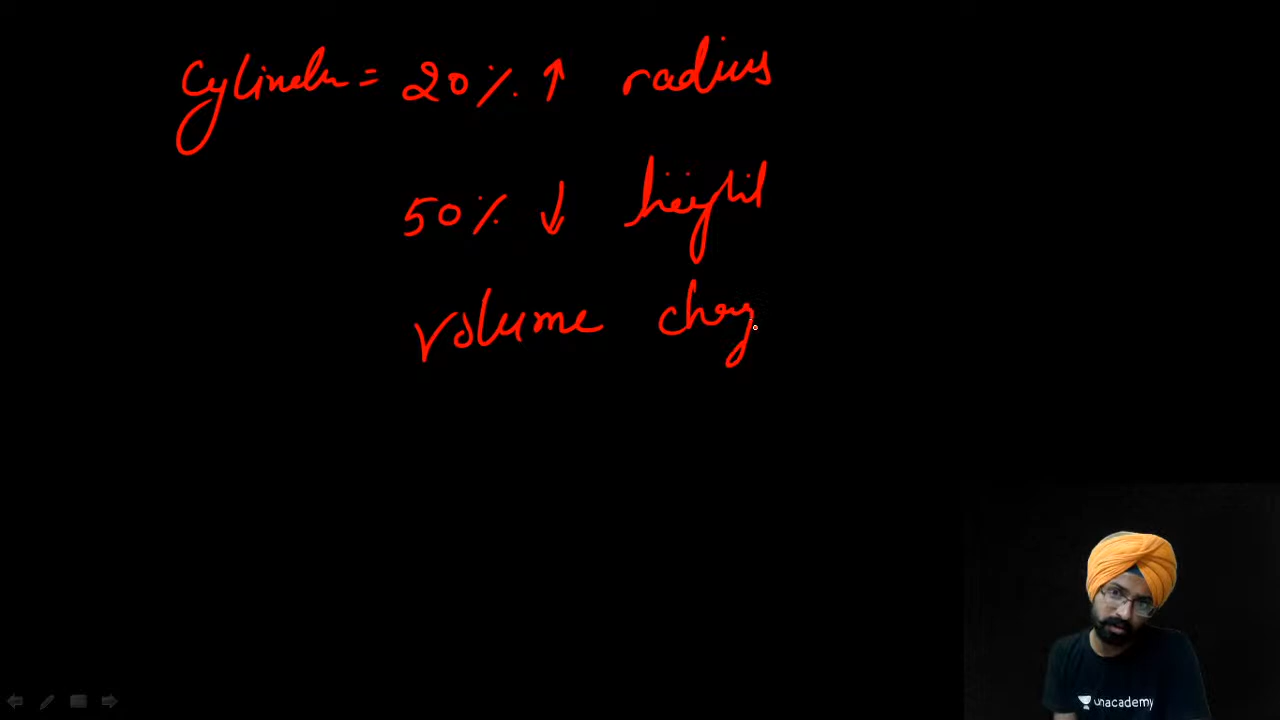 Cylinder = 20% ↑ radius
50% ↓ height
volume chang
unacademy